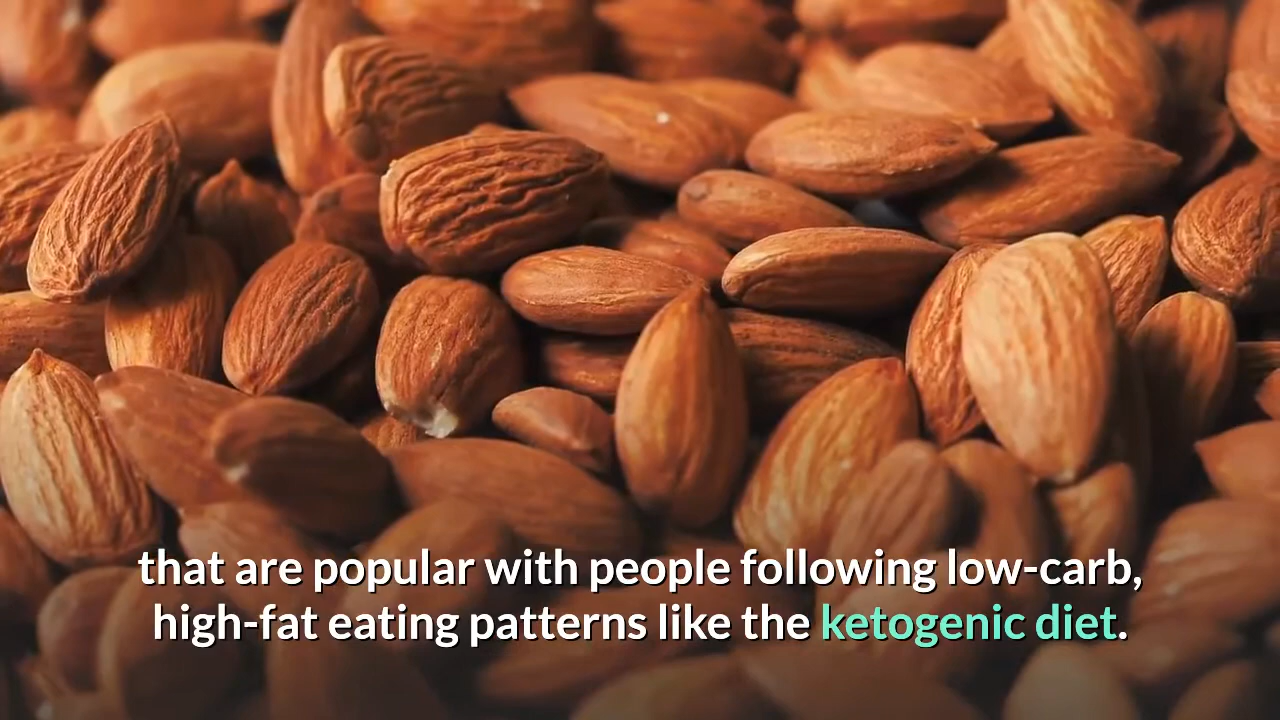 that are popular with people following low-carb,
high-fat eating patterns like the ketogenic diet.